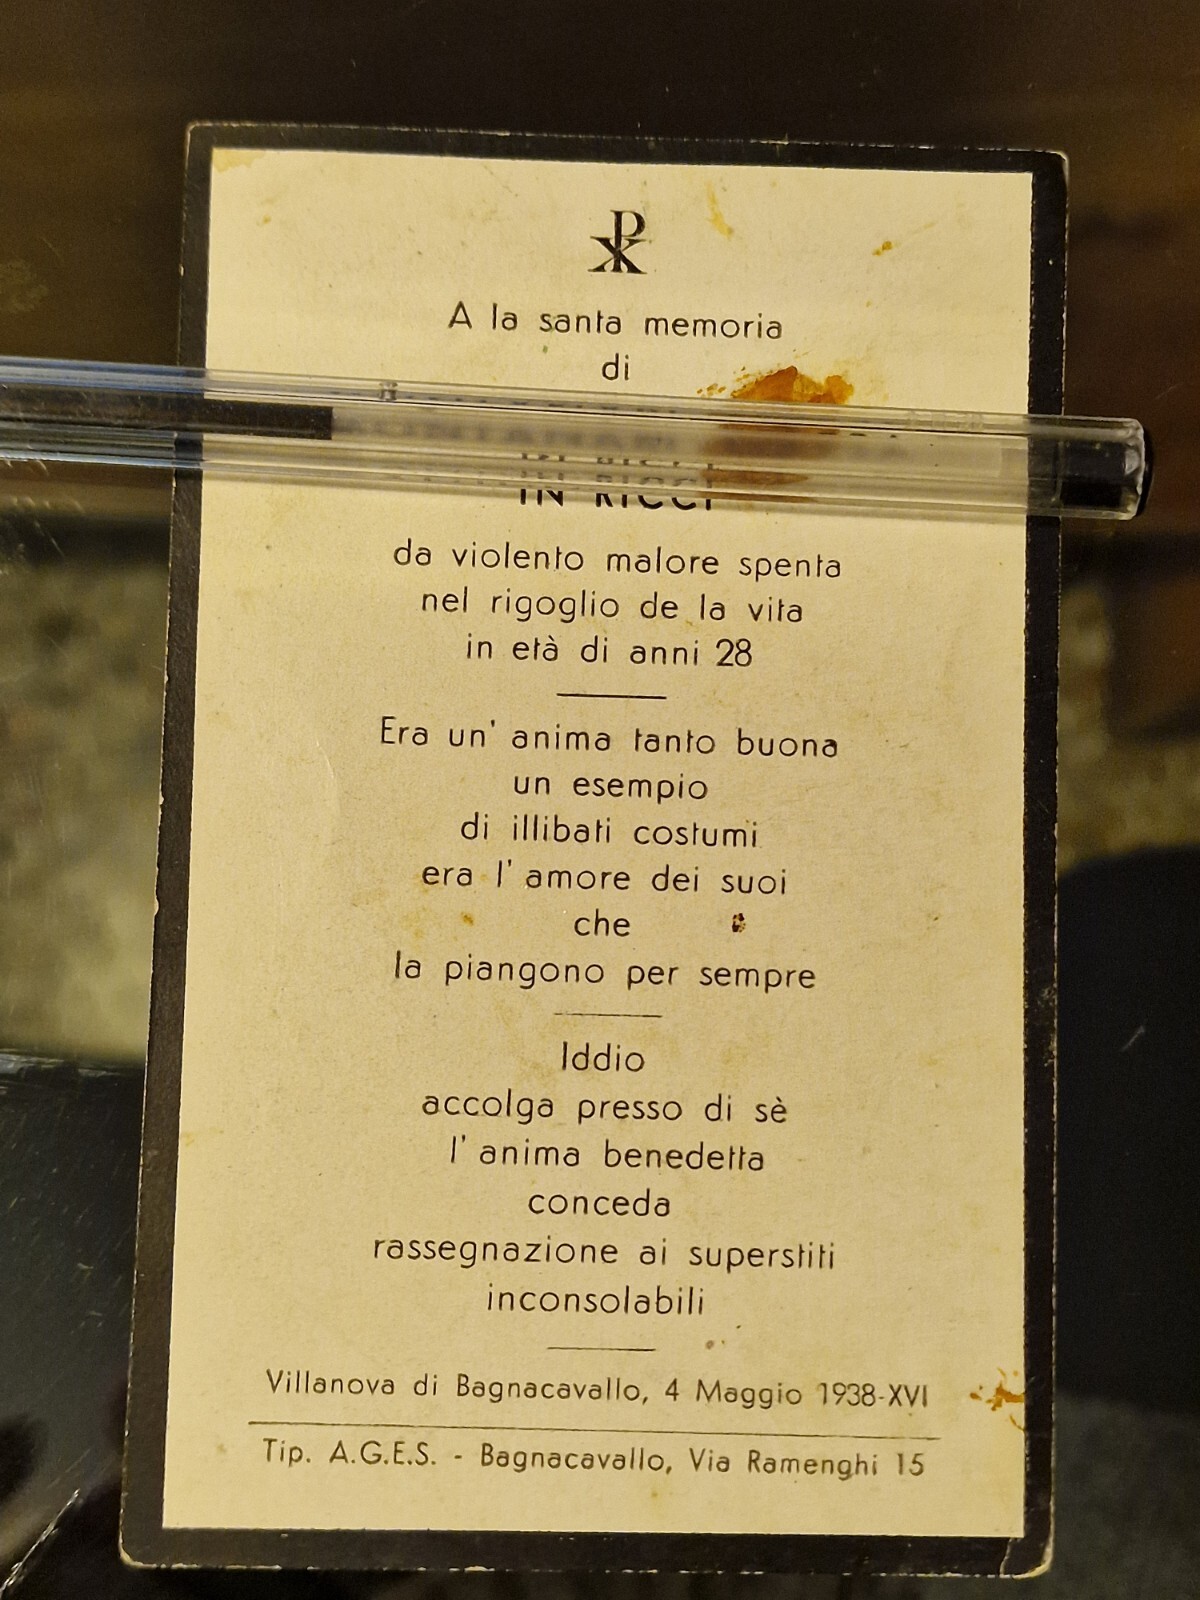 A la santa memoria
di
IN RICCI
da violento malore spenta
nel rigoglio de la vita
in età di anni 28
Era un' anima tanto buona
un esempio
di illibati costumi
era l' amore dei suoi
che
la piangono per sempre
Iddio
accolga presso di sè
l' anima benedetta
conceda
rassegnazione ai superstiti
inconsolabili
Villanova di Bagnacavallo, 4 Maggio 1938-XVI
Tip. A.G.E.S. - Bagnacavallo, Via Ramenghi 15